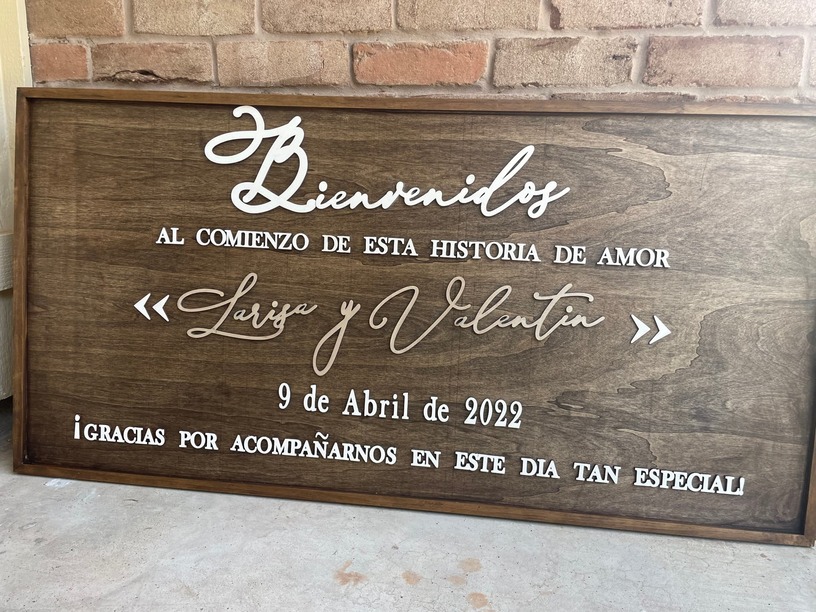 Bienvenidos
AL COMIENZO DE ESTA HISTORIA DE AMOR
«Larisa y Valentin»
9 de Abril de 2022
¡GRACIAS POR ACOMPAÑARNOS EN ESTE DIA TAN ESPECIAL!